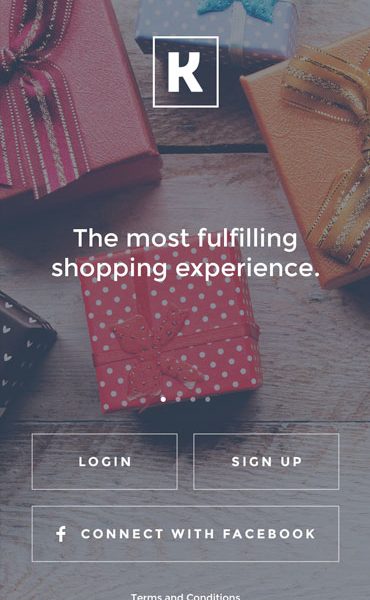 K
The most fulfilling
shopping experience.
LOGIN
SIGN UP
f CONNECT WITH FACEBOOK
Terms and Conditions